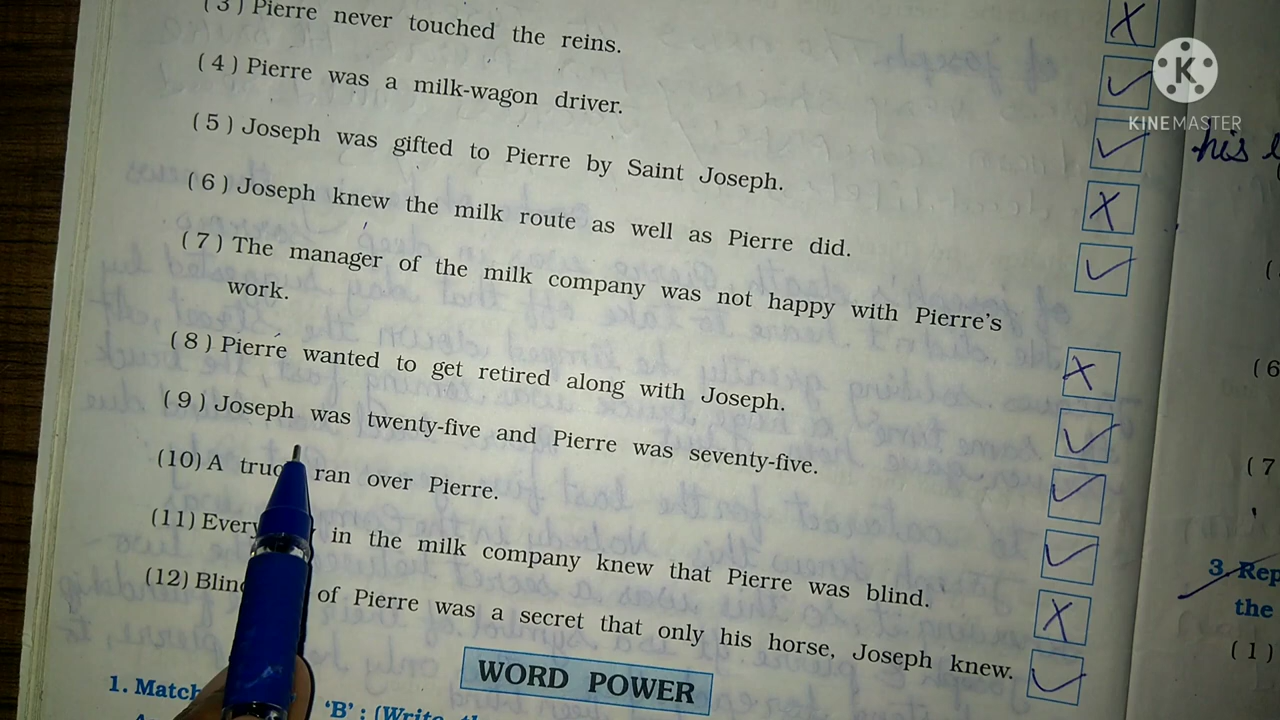 (3) Pierre never touched the reins.
(4) Pierre was a milk-wagon driver.
(5) Joseph was gifted to Pierre by Saint Joseph.
(6) Joseph knew the milk route as well as Pierre did.
(7) The manager of the milk company was not happy with Pierre's
work.
(8) Pierre wanted to get retired along with Joseph.
(9) Joseph was twenty-five and Pierre was seventy-five.
(10) A truc ran over Pierre.
(11) Every in the milk company knew that Pierre was blind.
(12) Blind of Pierre was a secret that only his horse, Joseph knew.
WORD POWER
1. Match 'B' : (Write
K
KINEMASTER
his
(6
(7
3. Rep
the
(1)